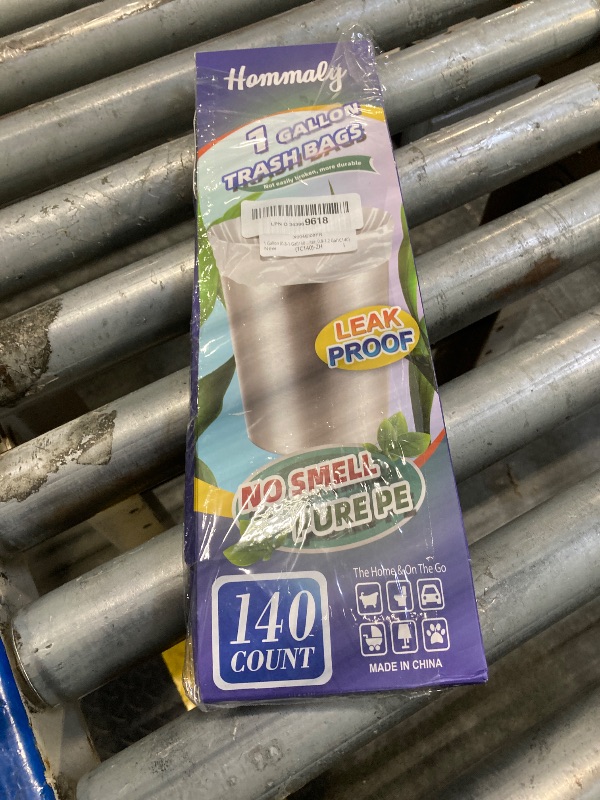 Hommaly
1 GALLON
TRASH BAGS
Not easily broken, more durable
9618
LEAK
PROOF
NO SMELL
PURE PE
140
COUNT
The Home & On The Go
MADE IN CHINA